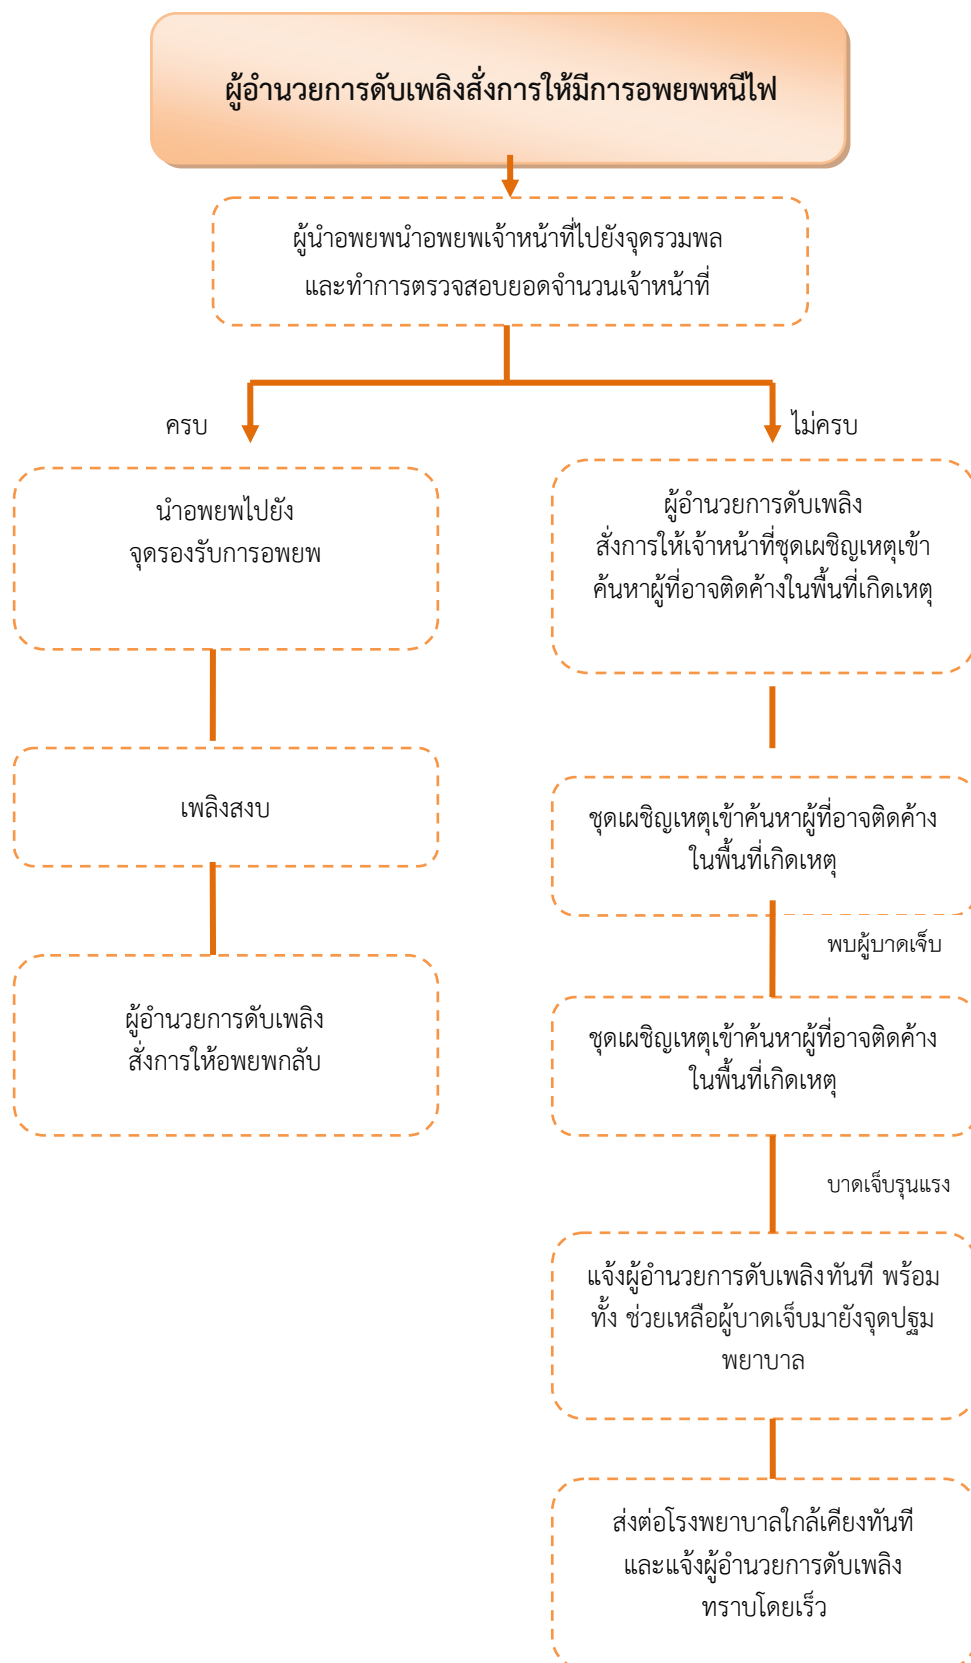 ผู้อำนวยการดับเพลิงสั่งการให้มีการอพยพหนีไฟ
ผู้นำอพยพนำอพยพเจ้าหน้าที่ไปยังจุดรวมพล
และทำการตรวจสอบยอดจำนวนเจ้าหน้าที่
ครบ
ไม่ครบ
นำอพยพไปยัง
จุดรองรับการอพยพ
ผู้อำนวยการดับเพลิง
สั่งการให้เจ้าหน้าที่ชุดเผชิญเหตุเข้า
ค้นหาผู้ที่อาจติดค้างในพื้นที่เกิดเหตุ
เพลิงสงบ
ชุดเผชิญเหตุเข้าค้นหาผู้ที่อาจติดค้าง
ในพื้นที่เกิดเหตุ
พบผู้บาดเจ็บ
ผู้อำนวยการดับเพลิง
สั่งการให้อพยพกลับ
ชุดเผชิญเหตุเข้าค้นหาผู้ที่อาจติดค้าง
ในพื้นที่เกิดเหตุ
บาดเจ็บรุนแรง
แจ้งผู้อำนวยการดับเพลิงทันที พร้อม
ทั้ง ช่วยเหลือผู้บาดเจ็บมายังจุดปฐม
พยาบาล
ส่งต่อโรงพยาบาลใกล้เคียงทันที
และแจ้งผู้อำนวยการดับเพลิง
ทราบโดยเร็ว